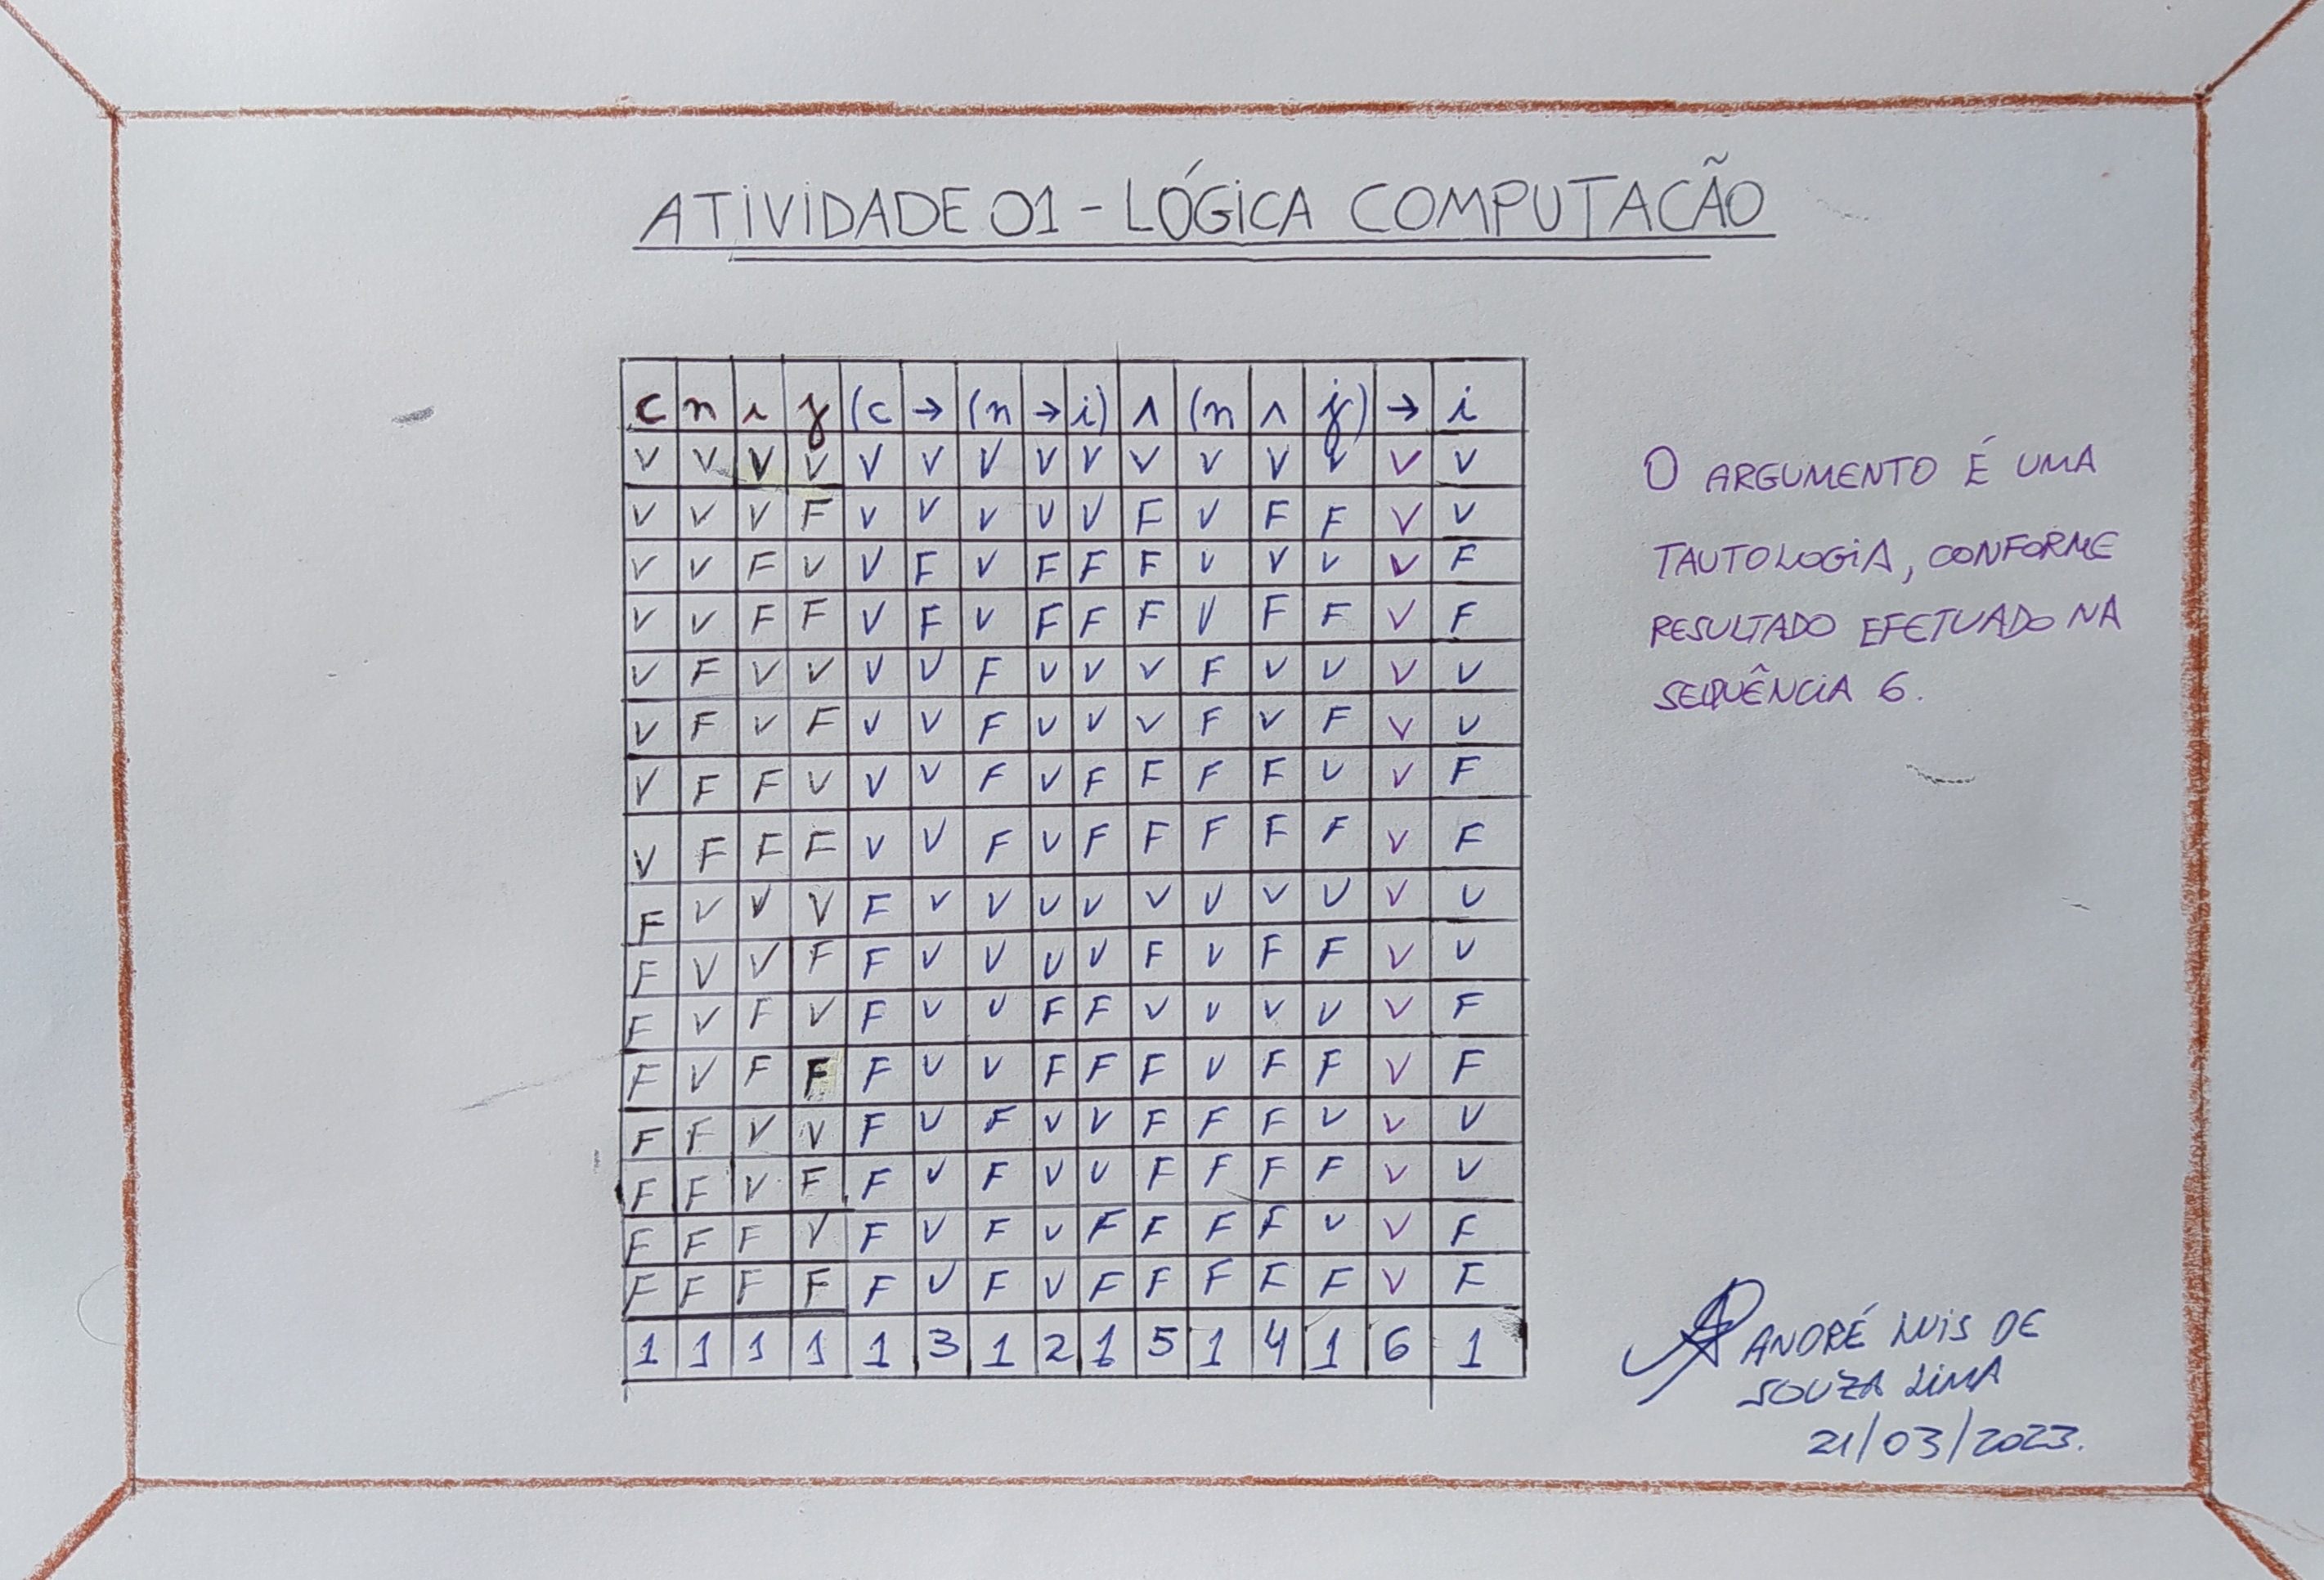 ATIVIDADE 01 - LÓGICA COMPUTACÃO
c n i j (c → (n → i) ∧ (n ∧ j) → i
V V V V V V V V V V V V V V V
V V V F V V V V V F V F F V V
V V F V V F V F F F V V V V F
V V F F V F V F F F V F F V F
V F V V V V F V V V F V V V V
V F V F V V F V V V F V F V V
V F F V V V F V F F F F V V F
V F F F V V F V F F F F F V F
F V V V F V V V V V V V V V V
F V V F F V V V V F V F F V V
F V F V F V V F F V V V V V F
F V F F F V V F F F V F F V F
F F V V F V F V V F F F V V V
F F V F F V F V V F F F F V V
F F F V F V F V F F F F V V F
F F F F F V F V F F F F F V F
1 1 1 1 1 3 1 2 1 5 1 4 1 6 1
O ARGUMENTO É UMA
TAUTOLOGIA, CONFORME
RESULTADO EFETUADO NA
SEQUÊNCIA 6.
ANDRÉ LUIS DE
SOUZA LIMA
21/03/2023.